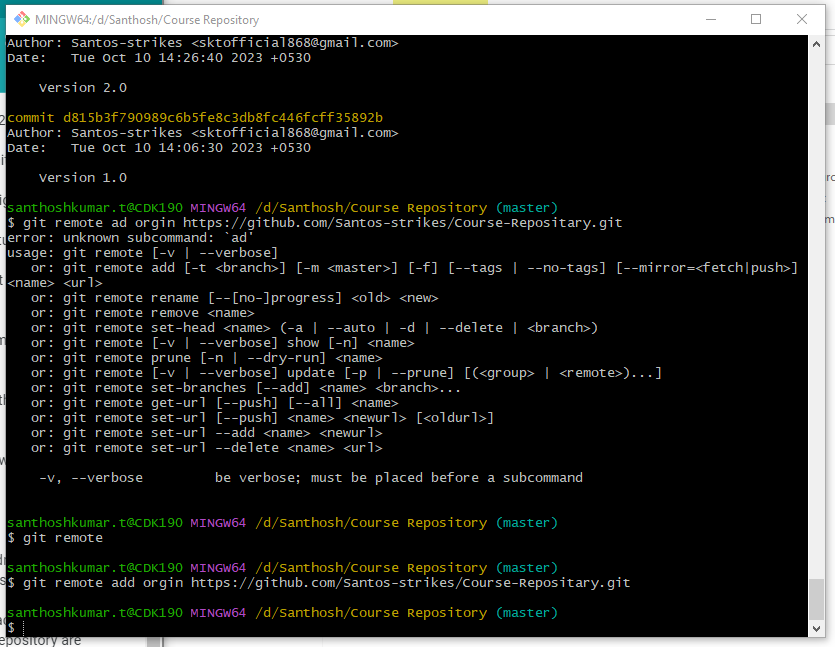 MINGW64:/d/Santhosh/Course Repository
Author: Santos-strikes <sktofficial868@gmail.com>
Date:   Tue Oct 10 14:26:40 2023 +0530
    Version 2.0
commit d815b3f790989c6b5fe8c3db8fc446fcff35892b
Author: Santos-strikes <sktofficial868@gmail.com>
Date:   Tue Oct 10 14:06:30 2023 +0530
    Version 1.0
santhoshkumar.t@CDK190 MINGW64 /d/Santhosh/Course Repository (master)
$ git remote ad orgin https://github.com/Santos-strikes/Course-Repositary.git
error: unknown subcommand: `ad'
usage: git remote [-v | --verbose]
   or: git remote add [-t <branch>] [-m <master>] [-f] [--tags | --no-tags] [--mirror=<fetch|push>]
<name> <url>
   or: git remote rename [--[no-]progress] <old> <new>
   or: git remote remove <name>
   or: git remote set-head <name> (-a | --auto | -d | --delete | <branch>)
   or: git remote [-v | --verbose] show [-n] <name>
   or: git remote prune [-n | --dry-run] <name>
   or: git remote [-v | --verbose] update [-p | --prune] [(<group> | <remote>)...]
   or: git remote set-branches [--add] <name> <branch>...
   or: git remote get-url [--push] [--all] <name>
   or: git remote set-url [--push] <name> <newurl> [<oldurl>]
   or: git remote set-url --add <name> <newurl>
   or: git remote set-url --delete <name> <url>
    -v, --verbose         be verbose; must be placed before a subcommand
santhoshkumar.t@CDK190 MINGW64 /d/Santhosh/Course Repository (master)
$ git remote
santhoshkumar.t@CDK190 MINGW64 /d/Santhosh/Course Repository (master)
$ git remote add orgin https://github.com/Santos-strikes/Course-Repositary.git
santhoshkumar.t@CDK190 MINGW64 /d/Santhosh/Course Repository (master)
$
epository are